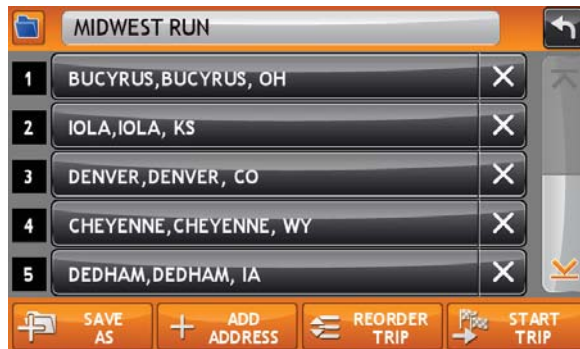 MIDWEST RUN
1 BUCYRUS,BUCYRUS, OH
2 IOLA,IOLA, KS
3 DENVER,DENVER, CO
4 CHEYENNE,CHEYENNE, WY
5 DEDHAM,DEDHAM, IA
SAVE AS
ADD ADDRESS
REORDER TRIP
START TRIP